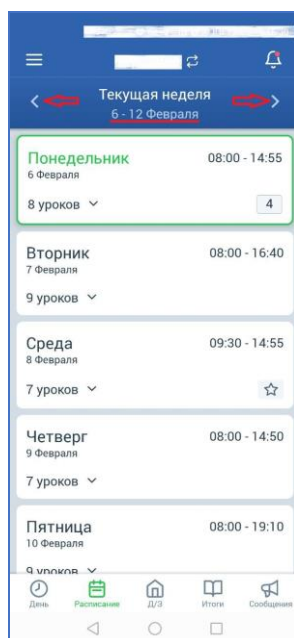 Текущая неделя
6 - 12 Февраля
Понедельник 08:00 - 14:55
6 Февраля
8 уроков 4
Вторник 08:00 - 16:40
7 Февраля
9 уроков
Среда 09:30 - 14:55
8 Февраля
7 уроков
Четверг 08:00 - 14:50
9 Февраля
7 уроков
Пятница 08:00 - 19:10
10 Февраля
9 уроков
День Расписание Д/З Итоги Сообщения